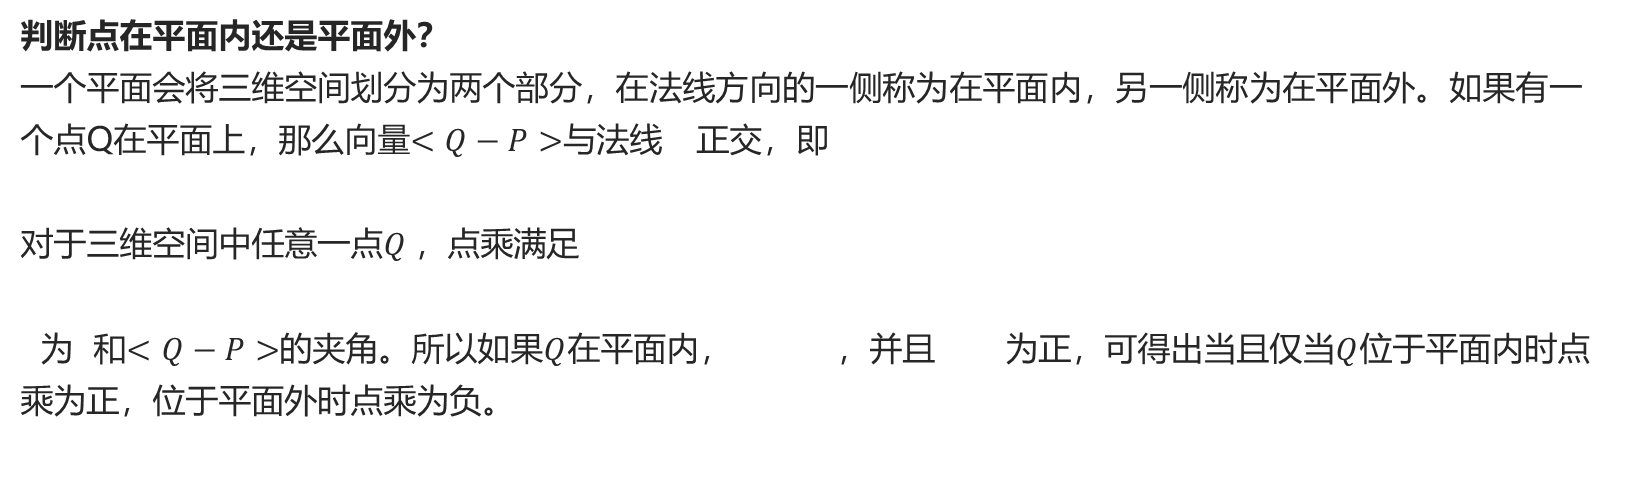 判断点在平面内还是平面外？
一个平面会将三维空间划分为两个部分，在法线方向的一侧称为在平面内，另一侧称为在平面外。如果有一
个点Q在平面上，那么向量< Q − P >与法线 正交，即
对于三维空间中任意一点Q ，点乘满足
为 和< Q − P >的夹角。所以如果Q在平面内， ，并且 为正，可得出当且仅当Q位于平面内时点
乘为正，位于平面外时点乘为负。